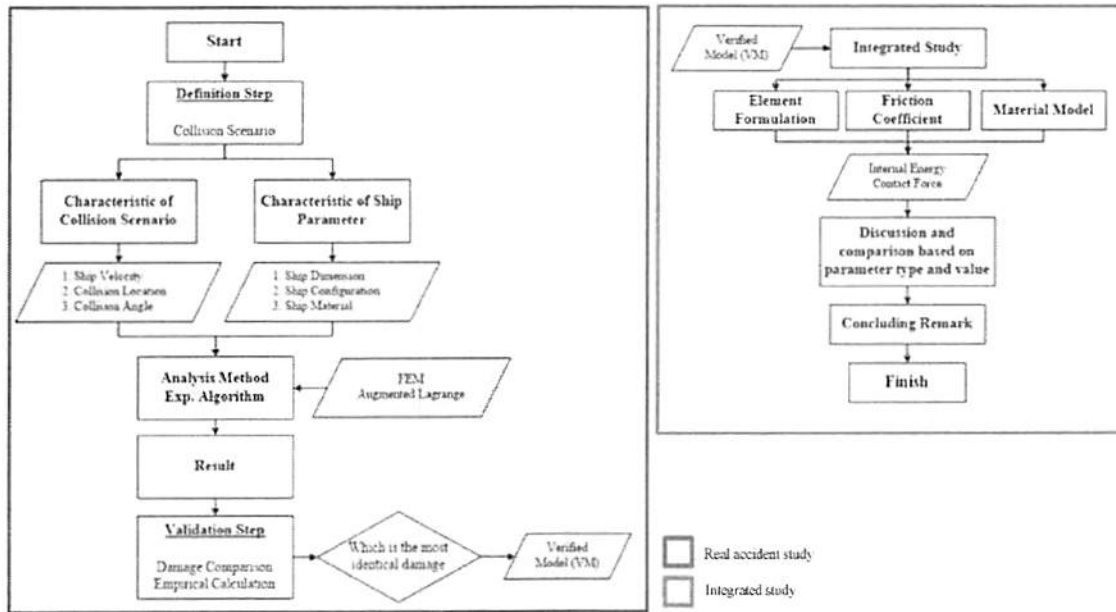 Start
Definition Step
Collision Scenario
Characteristic of
Collision Scenario
Characteristic of Ship
Parameter
1. Ship Velocity
2. Collision Location
3. Collision Angle
1. Ship Dimension
2. Ship Configuration
3. Ship Material
Analysis Method
Exp. Algorithm
FEM
Augmented Lagrange
Result
Validation Step
Damage Comparison
Empirical Calculation
Which is the most
identical damage
Verified
Model (VM)
Verified
Model (VM)
Integrated Study
Element
Formulation
Friction
Coefficient
Material Model
Internal Energy
Contact Force
Discussion and
comparison based on
parameter type and value
Concluding Remark
Finish
Real accident study
Integrated study